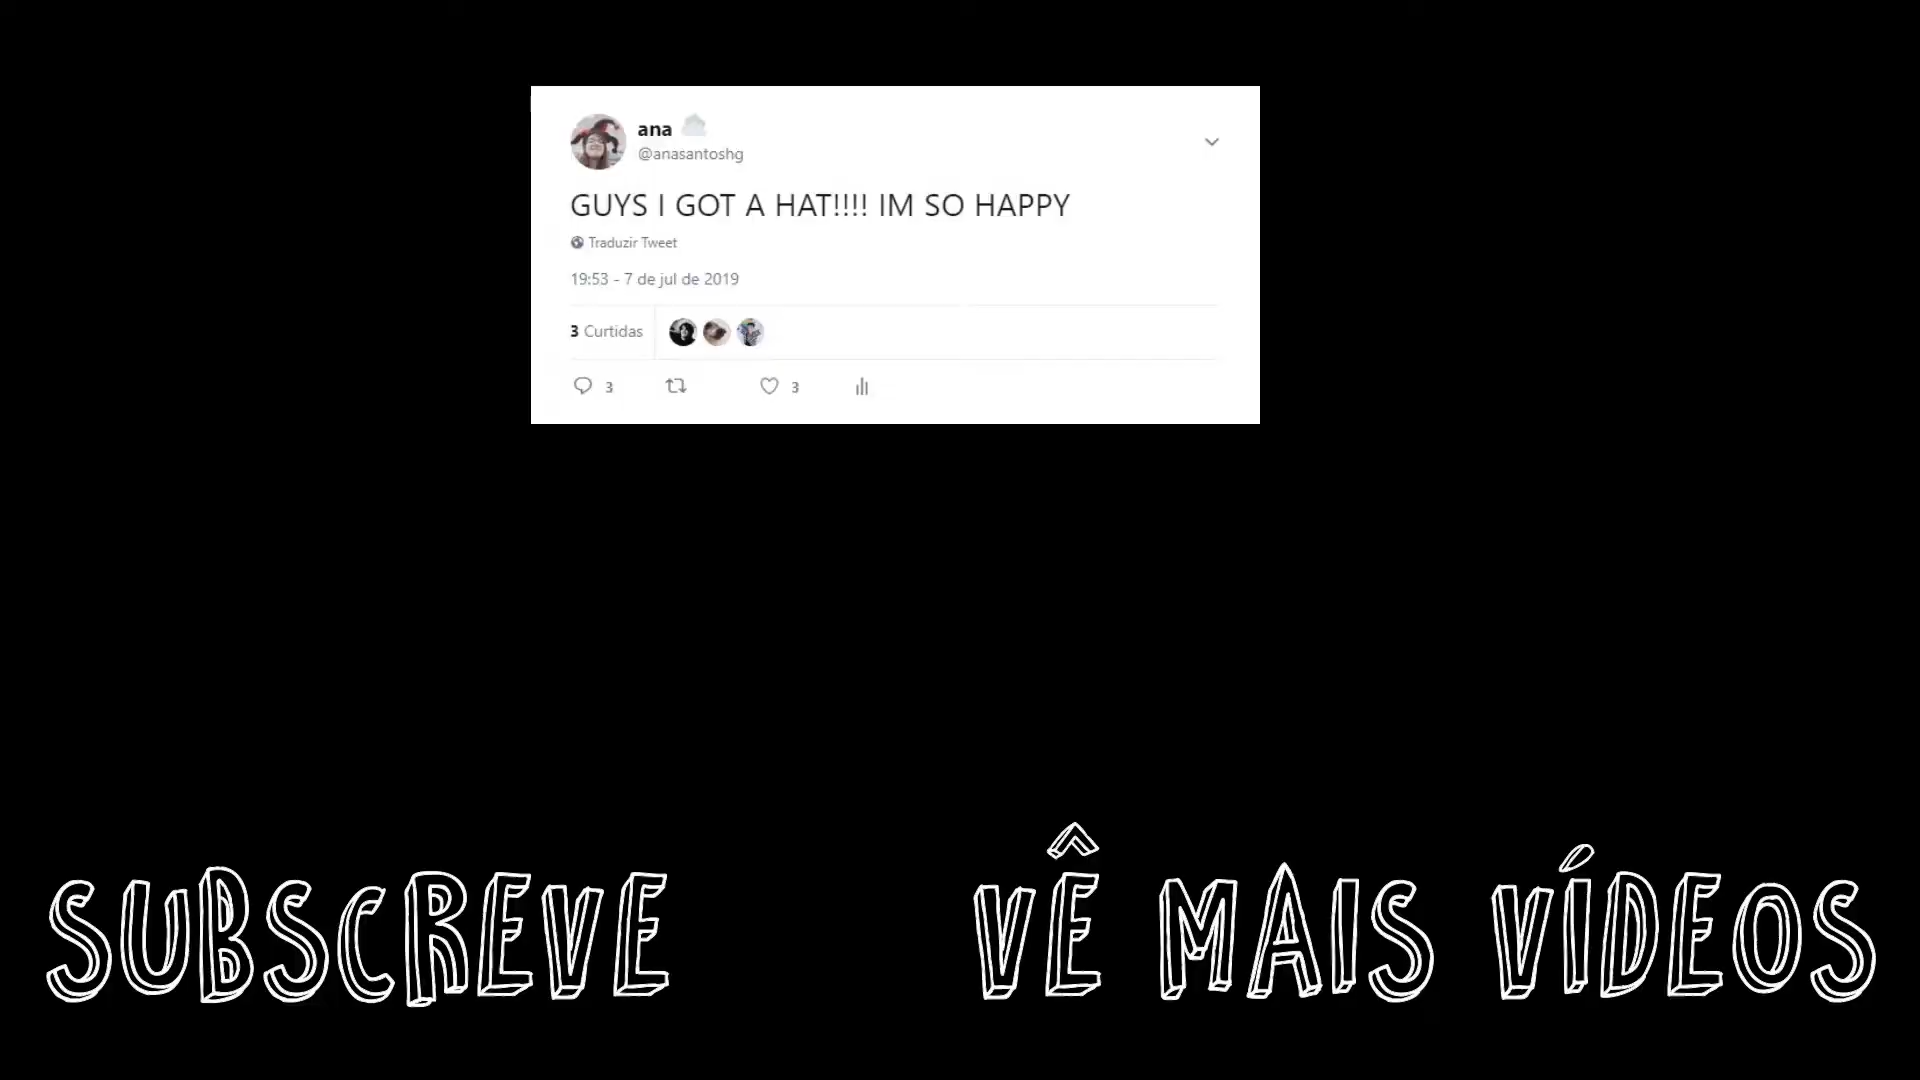 ana
@anasantoshg
GUYS I GOT A HAT!!!! IM SO HAPPY
Traduzir Tweet
19:53 - 7 de jul de 2019
3 Curtidas
3 3
SUBSCREVE VÊ MAIS VÍDEOS